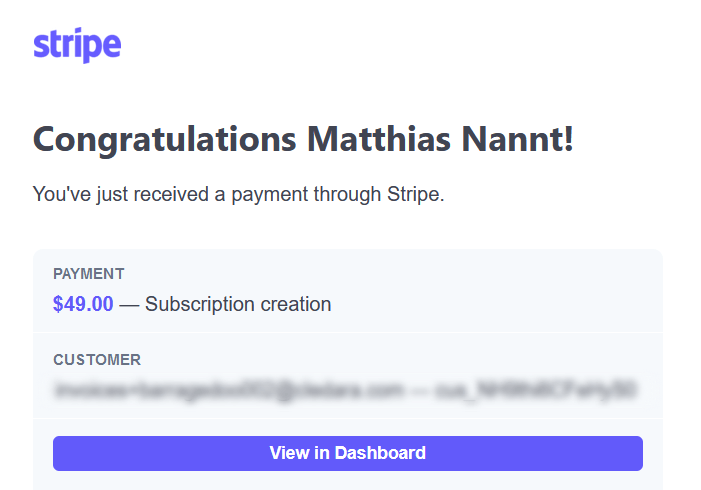 stripe
Congratulations Matthias Nannt!
You've just received a payment through Stripe.
PAYMENT
$49.00 — Subscription creation
CUSTOMER
View in Dashboard